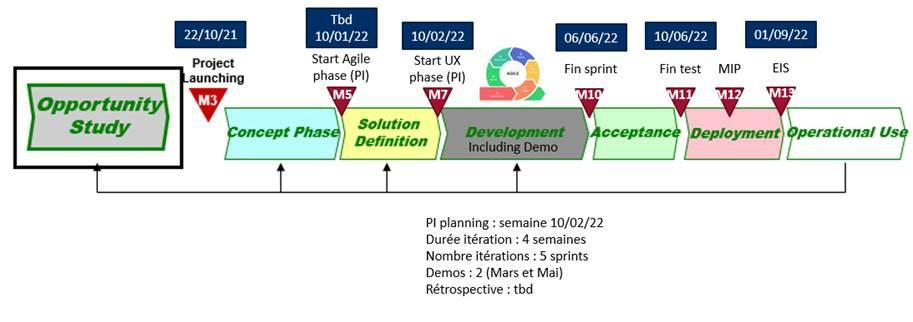 Tbd
22/10/21
10/01/22
10/02/22
06/06/22
10/06/22
01/09/22
Project
Launching
Start Agile
phase (PI)
Start UX
phase (PI)
AGILE
Fin sprint
Fin test
MIP
EIS
M3
M5
M7
M10
M11
M12
M13
Opportunity
Study
Concept Phase
Solution
Definition
Development
Including Demo
Acceptance
Deployment
Operational Use
PI planning : semaine 10/02/22
Durée itération : 4 semaines
Nombre itérations : 5 sprints
Demos : 2 (Mars et Mai)
Rétrospective : tbd